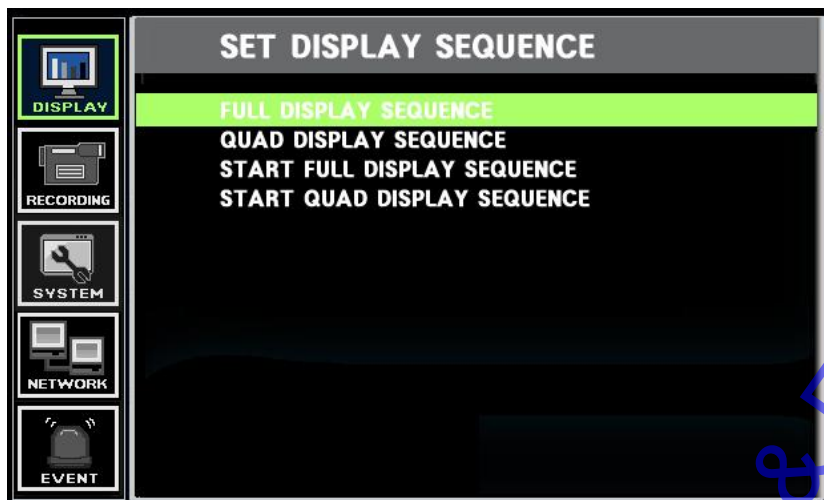 SET DISPLAY SEQUENCE
DISPLAY
FULL DISPLAY SEQUENCE
QUAD DISPLAY SEQUENCE
START FULL DISPLAY SEQUENCE
START QUAD DISPLAY SEQUENCE
RECORDING
SYSTEM
NETWORK
EVENT